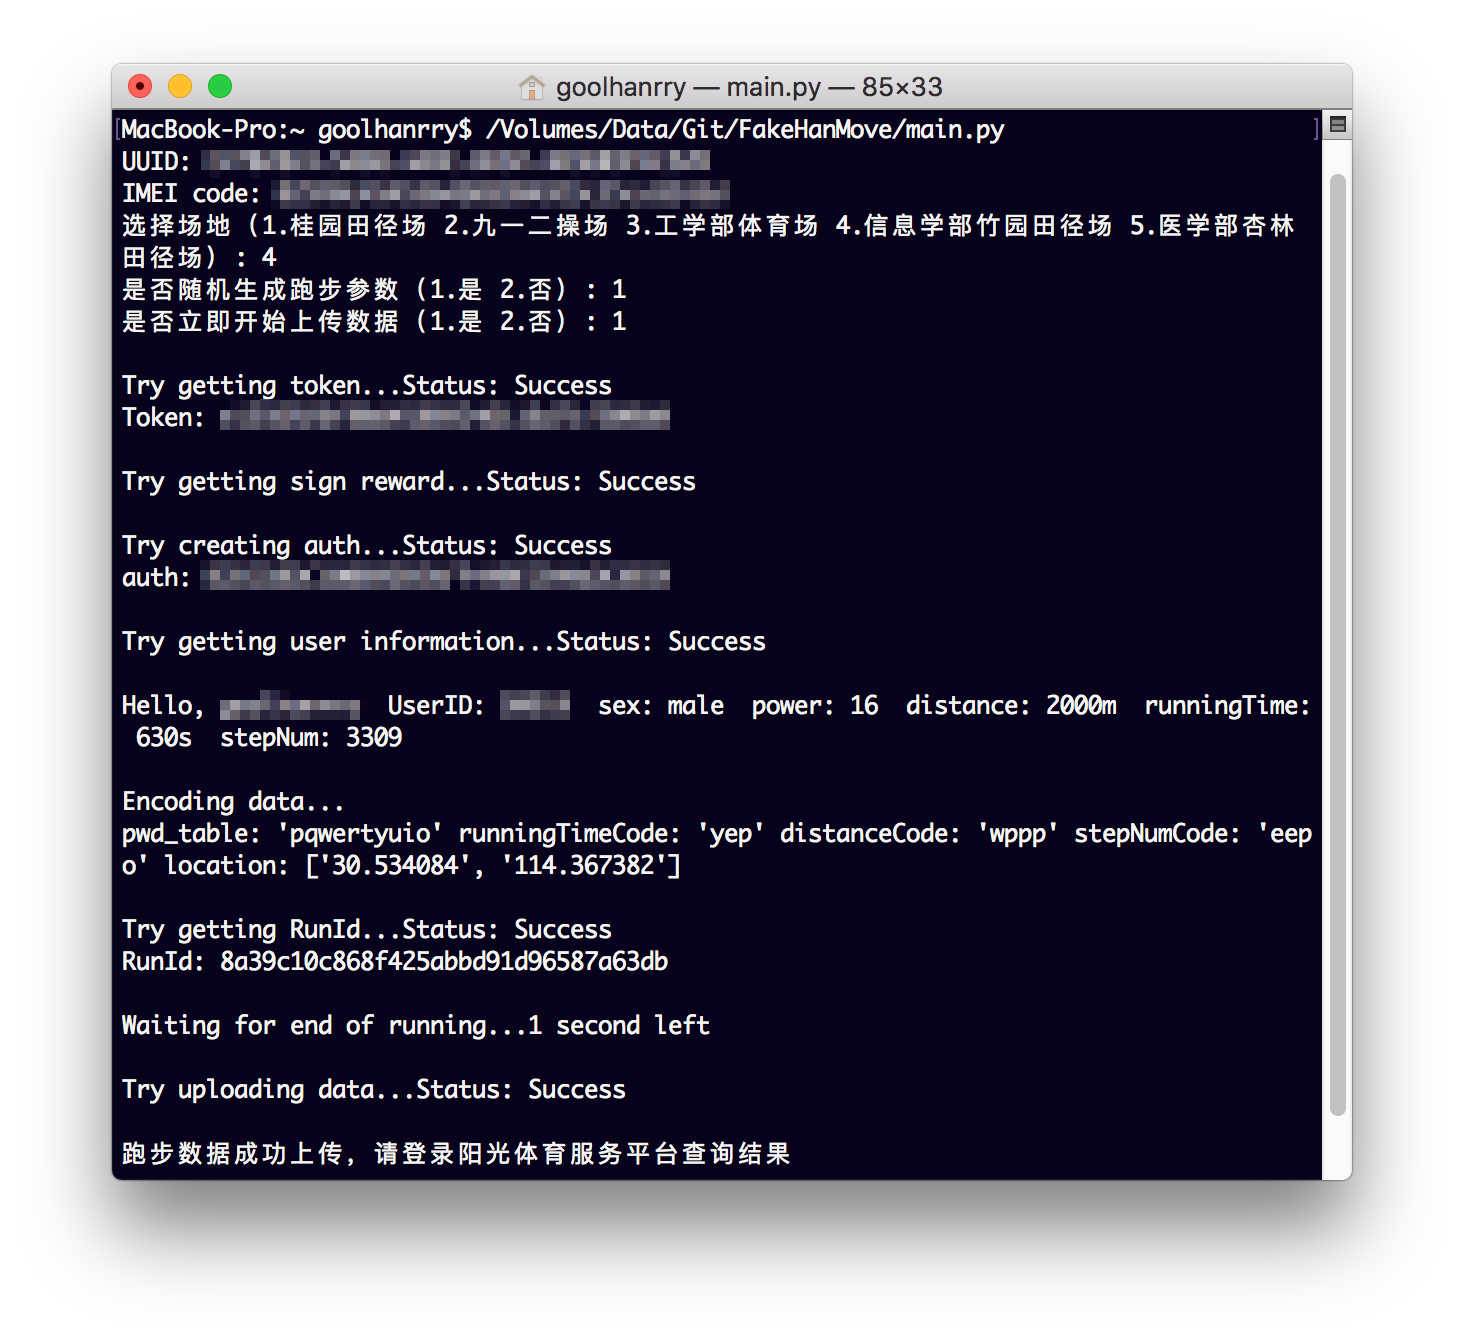 goolhanrry — main.py — 85×33
MacBook-Pro:~ goolhanrry$ /Volumes/Data/Git/FakeHanMove/main.py
UUID:
IMEI code:
选择场地（1.桂园田径场 2.九一二操场 3.工学部体育场 4.信息学部竹园田径场 5.医学部杏林
田径场）: 4
是否随机生成跑步参数（1.是 2.否）: 1
是否立即开始上传数据（1.是 2.否）: 1
Try getting token...Status: Success
Token:
Try getting sign reward...Status: Success
Try creating auth...Status: Success
auth:
Try getting user information...Status: Success
Hello, UserID: sex: male power: 16 distance: 2000m runningTime:
630s stepNum: 3309
Encoding data...
pwd_table: 'pqwertyuio' runningTimeCode: 'yep' distanceCode: 'wppp' stepNumCode: 'eep
o' location: ['30.534084', '114.367382']
Try getting RunId...Status: Success
RunId: 8a39c10c868f425abbd91d96587a63db
Waiting for end of running...1 second left
Try uploading data...Status: Success
跑步数据成功上传，请登录阳光体育服务平台查询结果